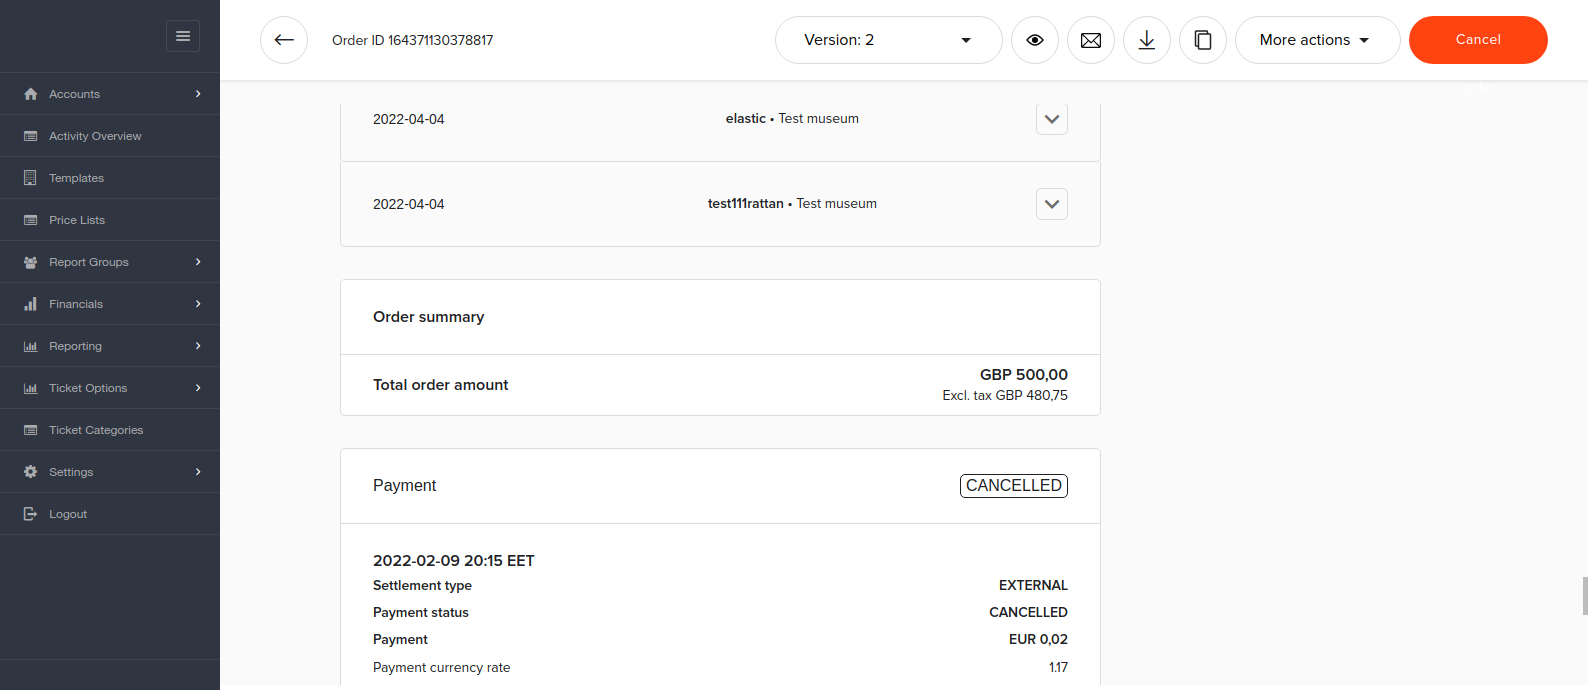 Order ID 164371130378817
Version: 2
More actions
Cancel
Accounts
Activity Overview
Templates
Price Lists
Report Groups
Financials
Reporting
Ticket Options
Ticket Categories
Settings
Logout
2022-04-04 elastic • Test museum
2022-04-04 test111rattan • Test museum
Order summary
Total order amount GBP 500,00
Excl. tax GBP 480,75
Payment CANCELLED
2022-02-09 20:15 EET
Settlement type EXTERNAL
Payment status CANCELLED
Payment EUR 0,02
Payment currency rate 1.17